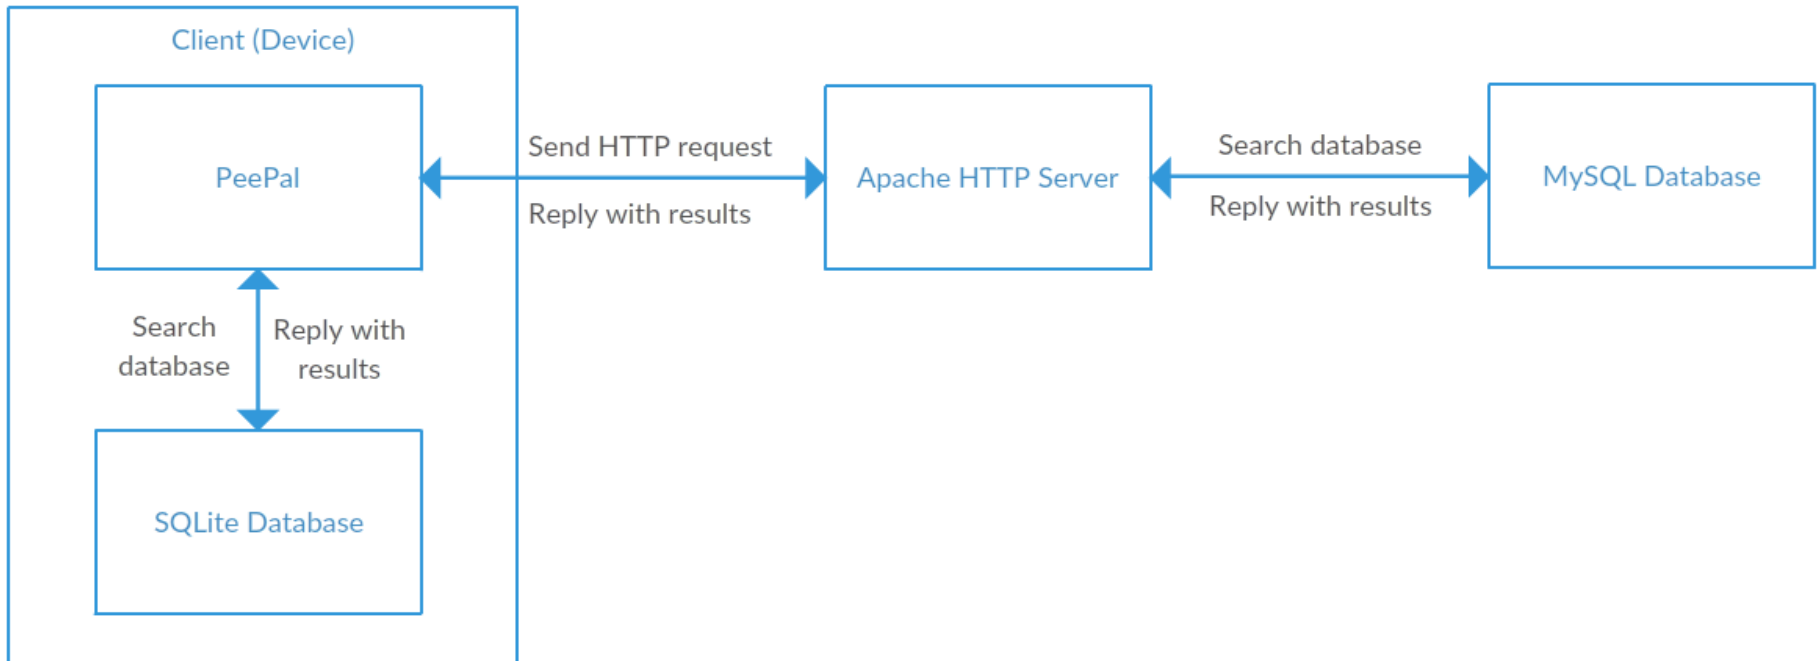 Client (Device)
PeePal
Send HTTP request
Reply with results
Apache HTTP Server
Search database
Reply with results
MySQL Database
Search
database
Reply with
results
SQLite Database